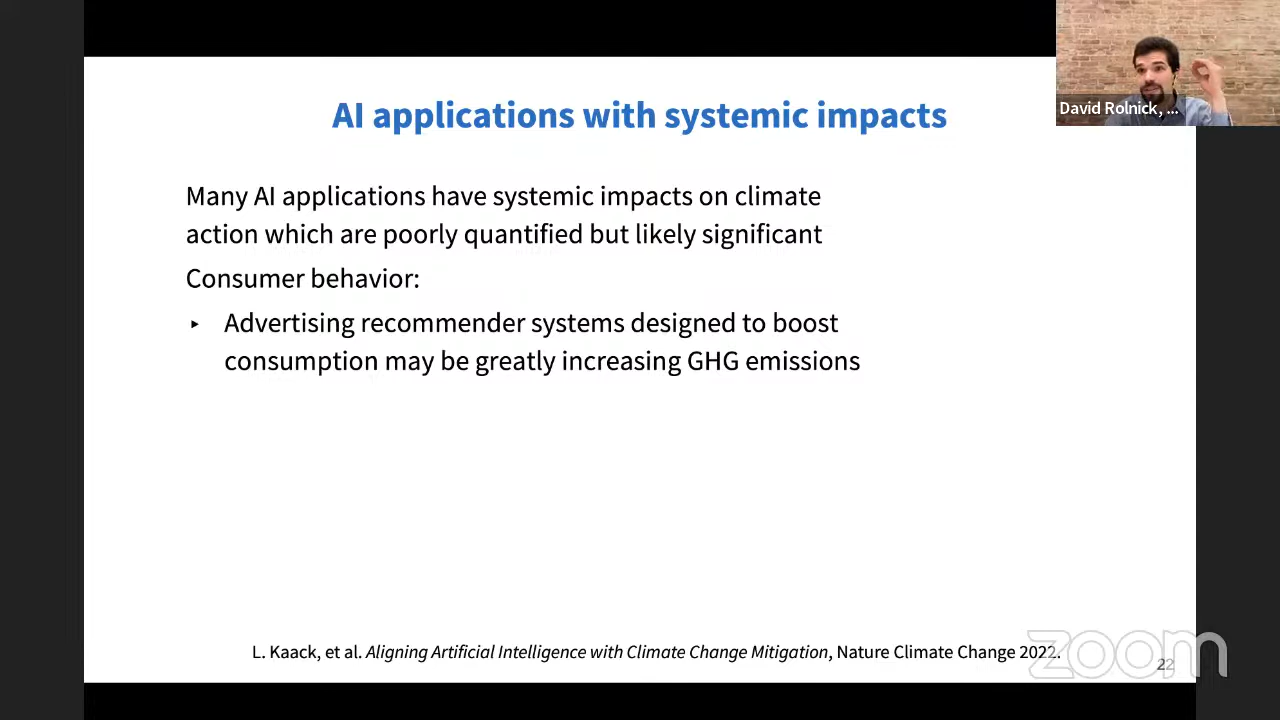 AI applications with systemic impacts
David Rolnick, ...
Many AI applications have systemic impacts on climate
action which are poorly quantified but likely significant
Consumer behavior:
▸ Advertising recommender systems designed to boost
consumption may be greatly increasing GHG emissions
L. Kaack, et al. Aligning Artificial Intelligence with Climate Change Mitigation, Nature Climate Change 2022.
zoom
22